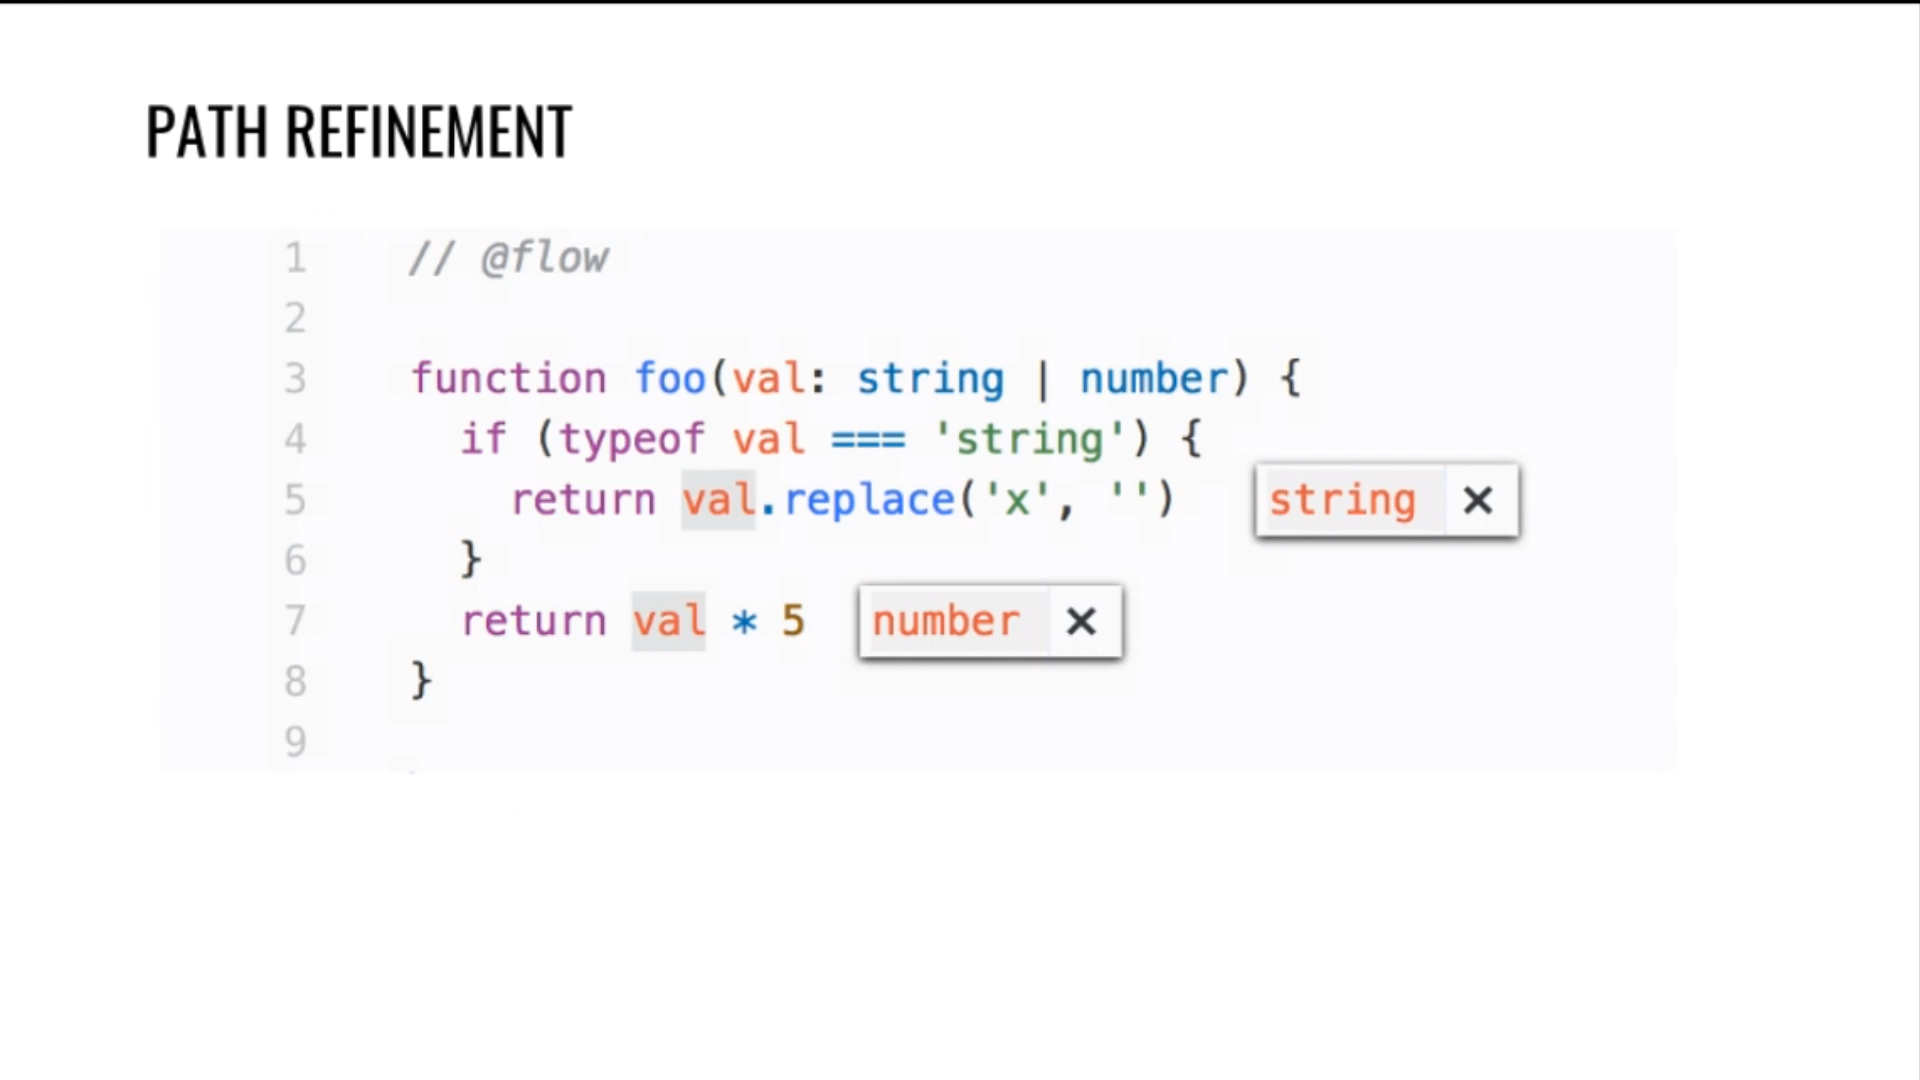 PATH REFINEMENT
1 // @flow
2
3 function foo(val: string | number) {
4 if (typeof val === 'string') {
5 return val.replace('x', '') string ×
6 }
7 return val * 5 number ×
8 }
9